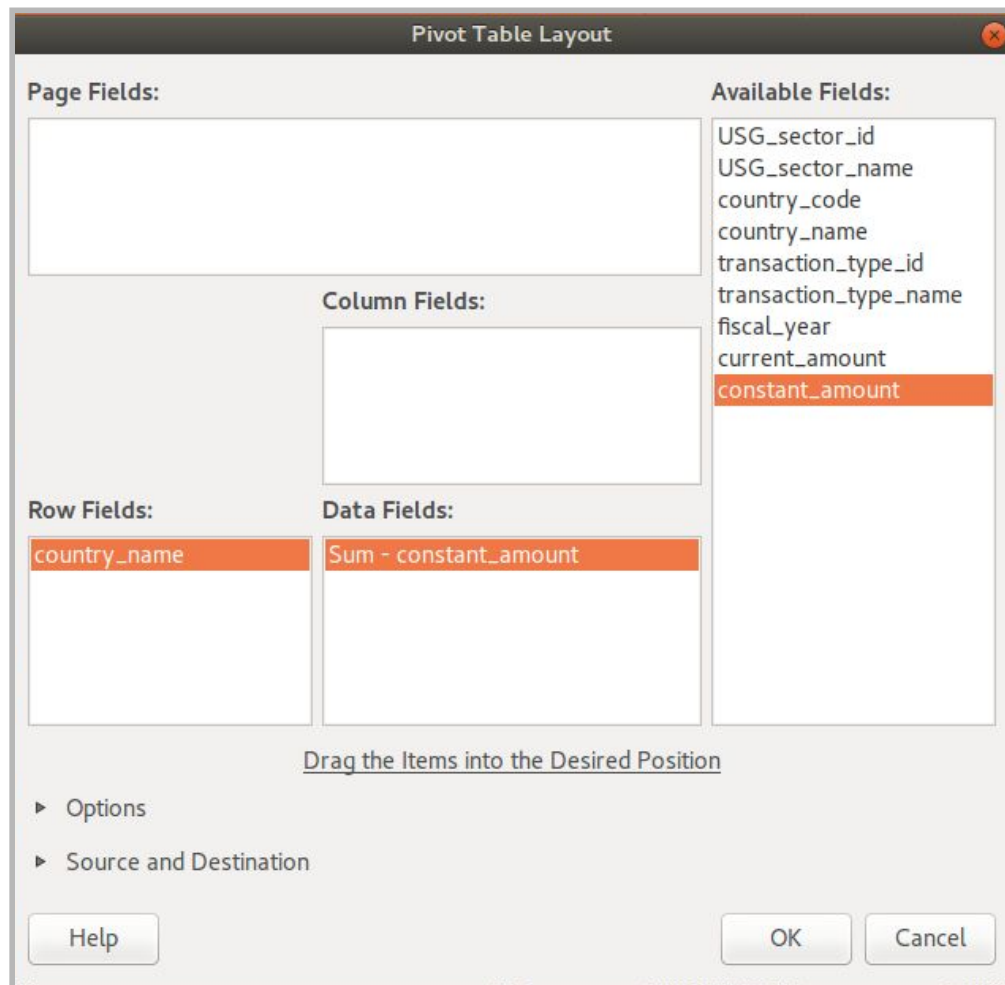 Pivot Table Layout
Page Fields:
Available Fields:
USG_sector_id
USG_sector_name
country_code
country_name
transaction_type_id
transaction_type_name
fiscal_year
current_amount
constant_amount
Column Fields:
Row Fields:
country_name
Data Fields:
Sum - constant_amount
Drag the Items into the Desired Position
Options
Source and Destination
Help
OK
Cancel